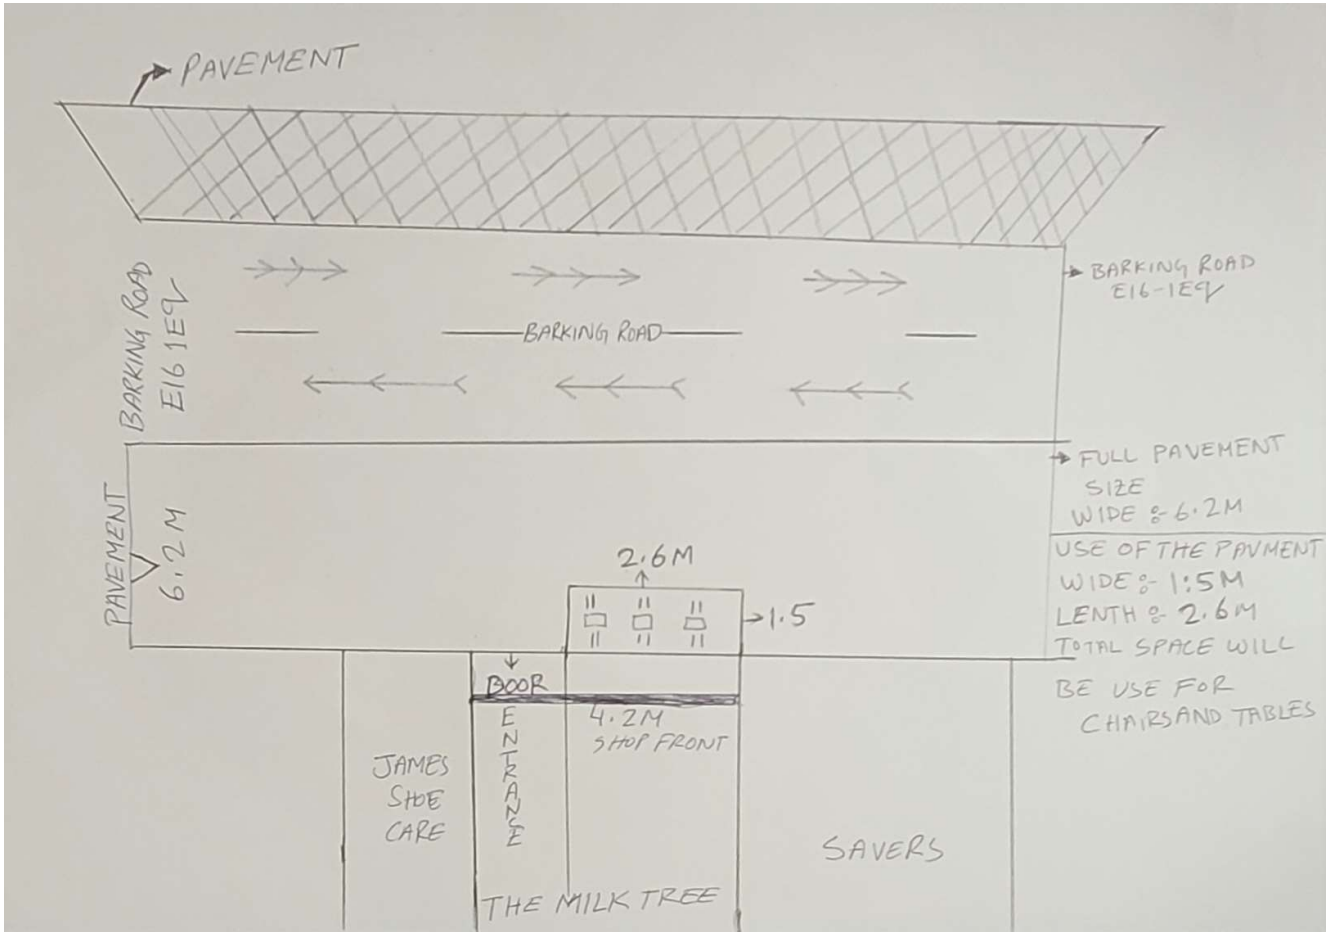 PAVEMENT
BARKING ROAD
E16 1EQ
BARKING ROAD
E16-1EQ
BARKING ROAD
PAVEMENT
6.2M
FULL PAVEMENT
SIZE
WIDE :- 6.2M
USE OF THE PAVMENT
WIDE :- 1:5M
LENTH :- 2.6M
TOTAL SPACE WILL
BE USE FOR
CHAIRS AND TABLES
2.6M
1.5
DOOR
ENTRANCE
4.2M
SHOP FRONT
JAMES
SHOE
CARE
THE MILK TREE
SAVERS